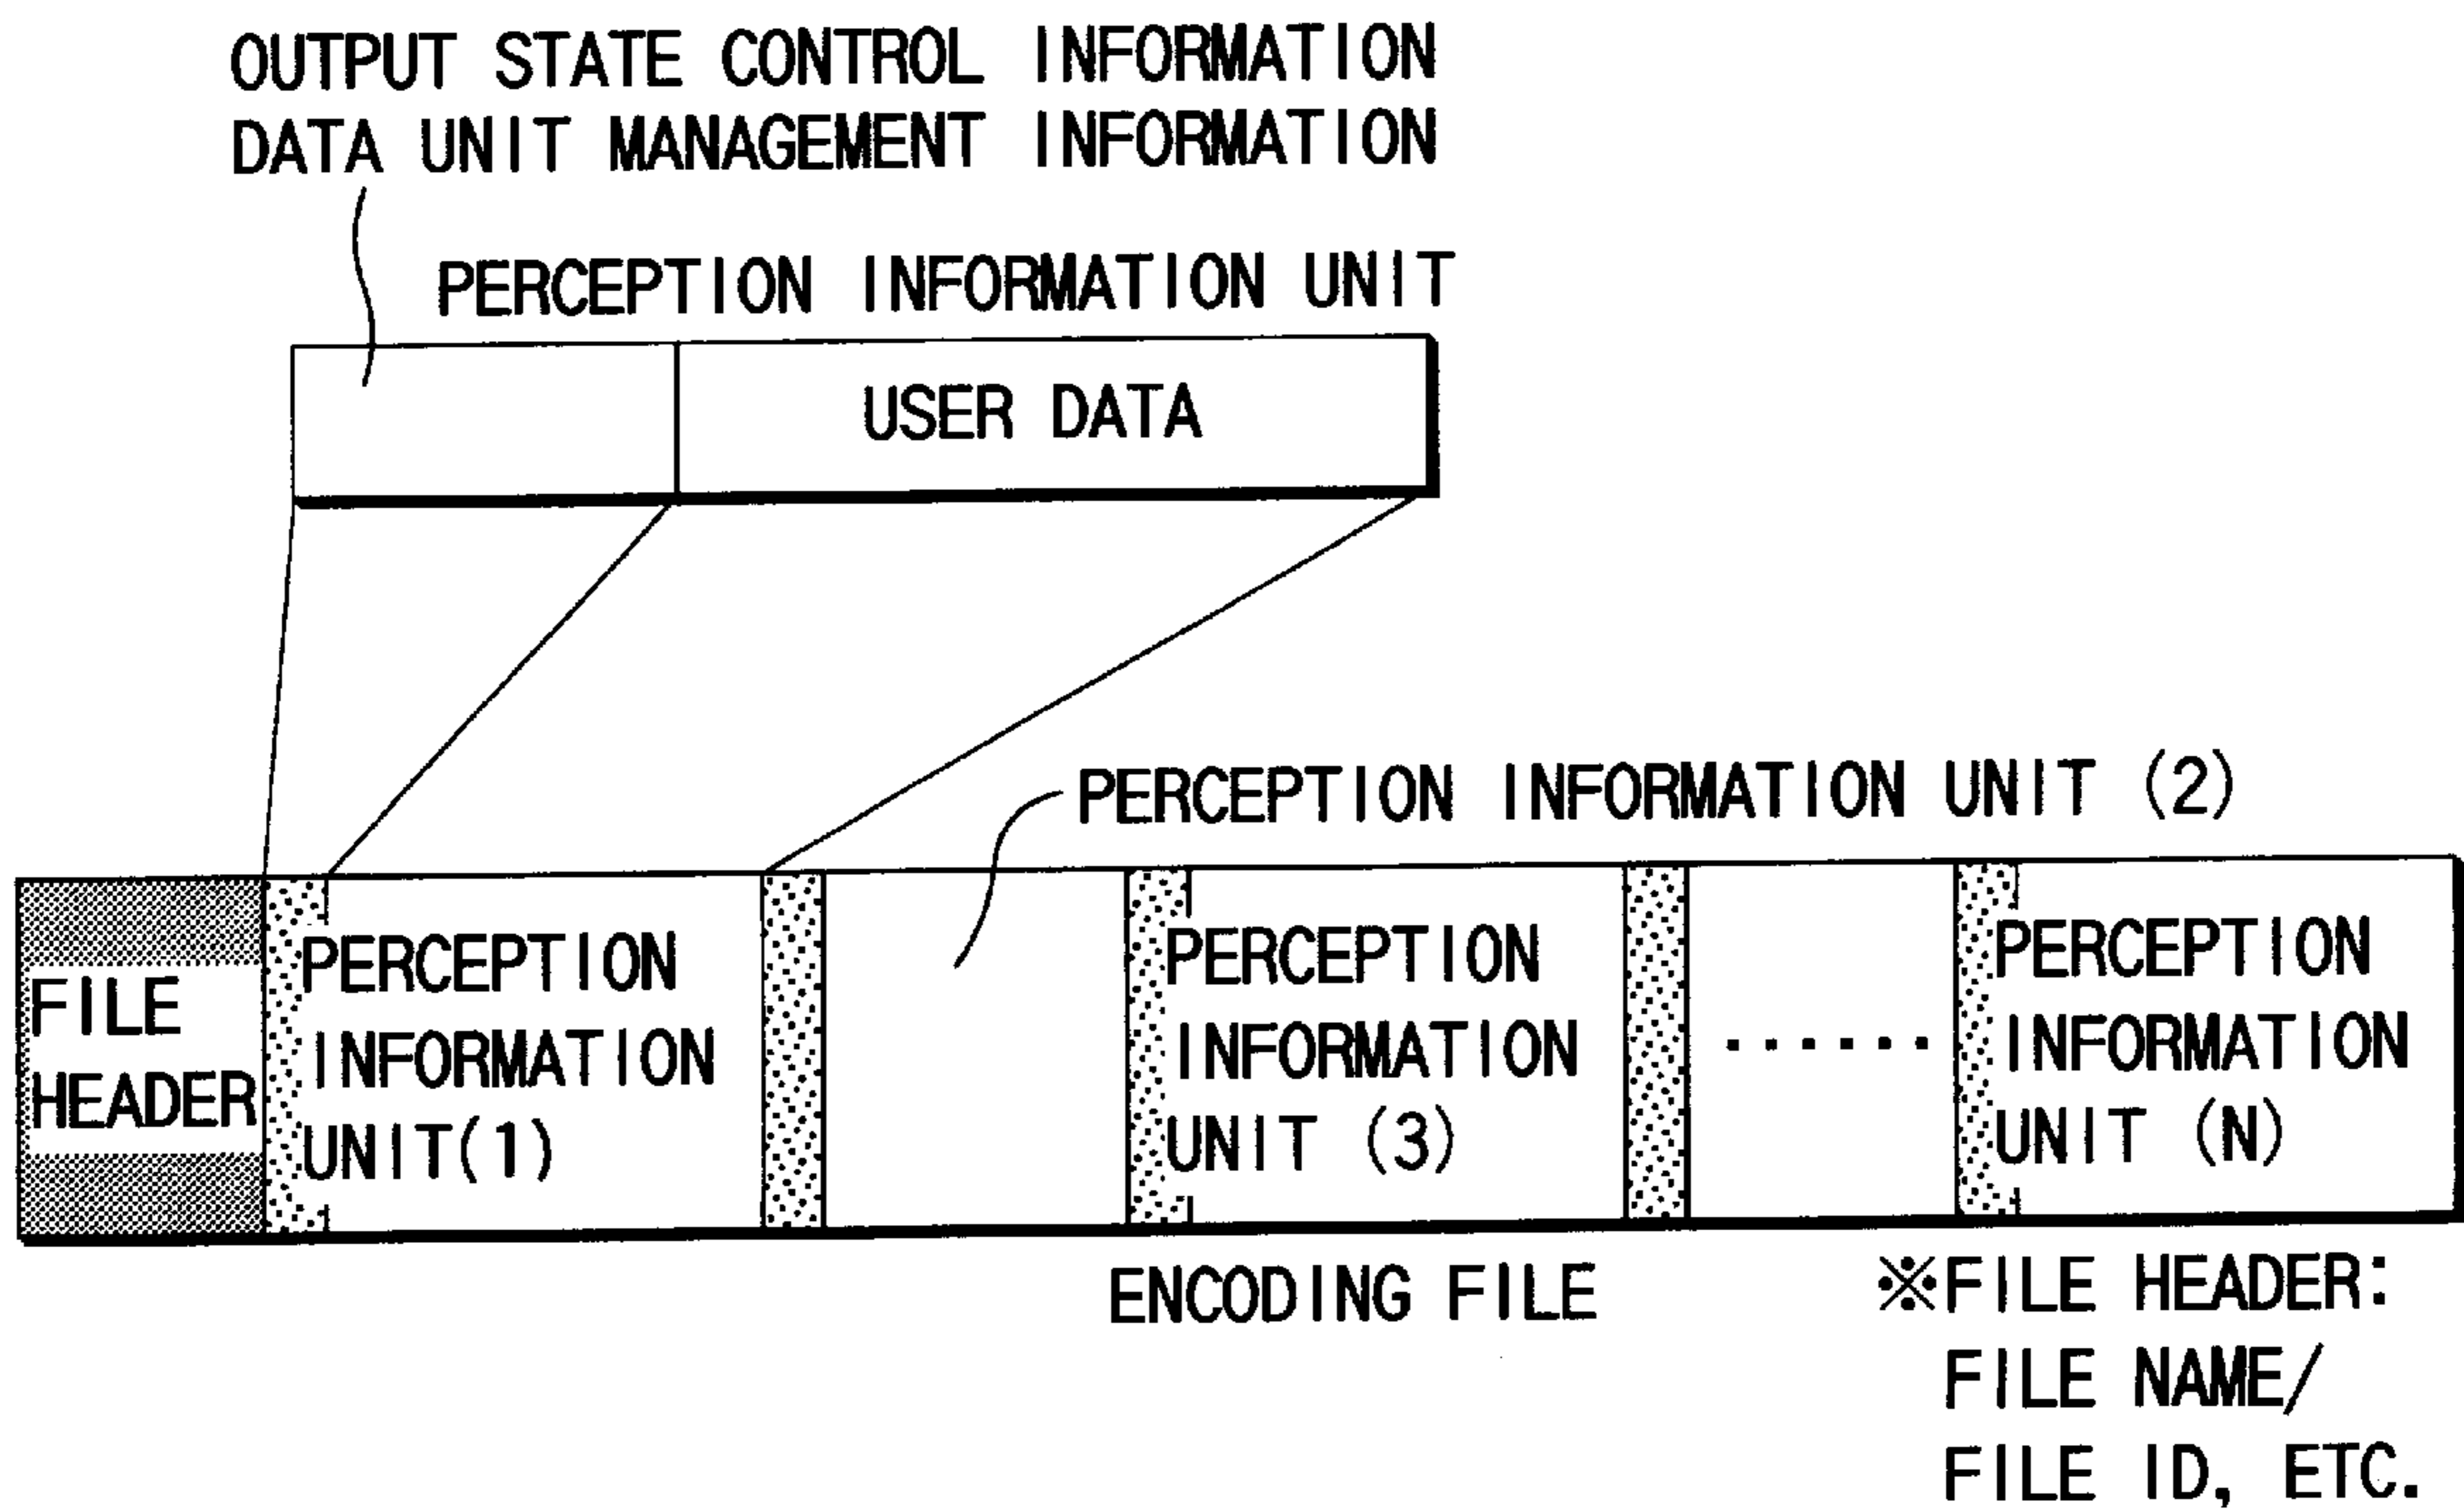 OUTPUT STATE CONTROL INFORMATION
DATA UNIT MANAGEMENT INFORMATION
PERCEPTION INFORMATION UNIT
USER DATA
PERCEPTION INFORMATION UNIT (2)
FILE
HEADER
PERCEPTION
INFORMATION
UNIT(1)
PERCEPTION
INFORMATION
UNIT (3)
......
PERCEPTION
INFORMATION
UNIT (N)
ENCODING FILE
※FILE HEADER:
FILE NAME/
FILE ID, ETC.